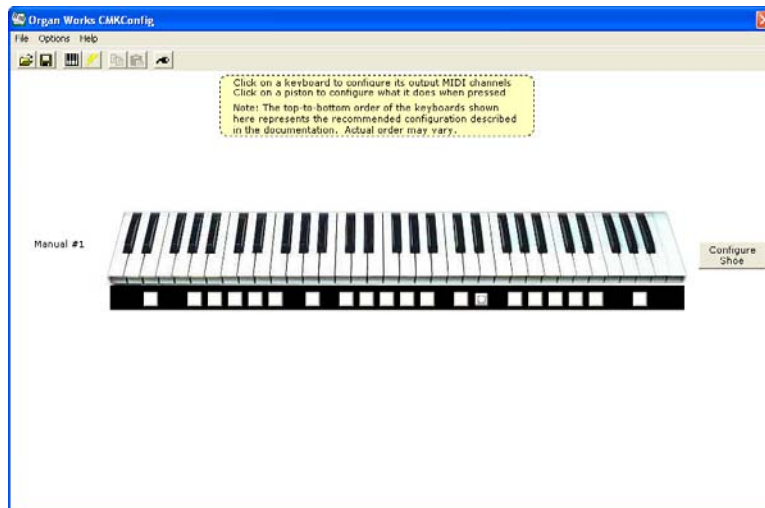 Organ Works CMKConfig
File Options Help
Click on a keyboard to configure its output MIDI channels
Click on a piston to configure what it does when pressed
Note: The top-to-bottom order of the keyboards shown
here represents the recommended configuration described
in the documentation. Actual order may vary.
Manual #1
Configure
Shoe